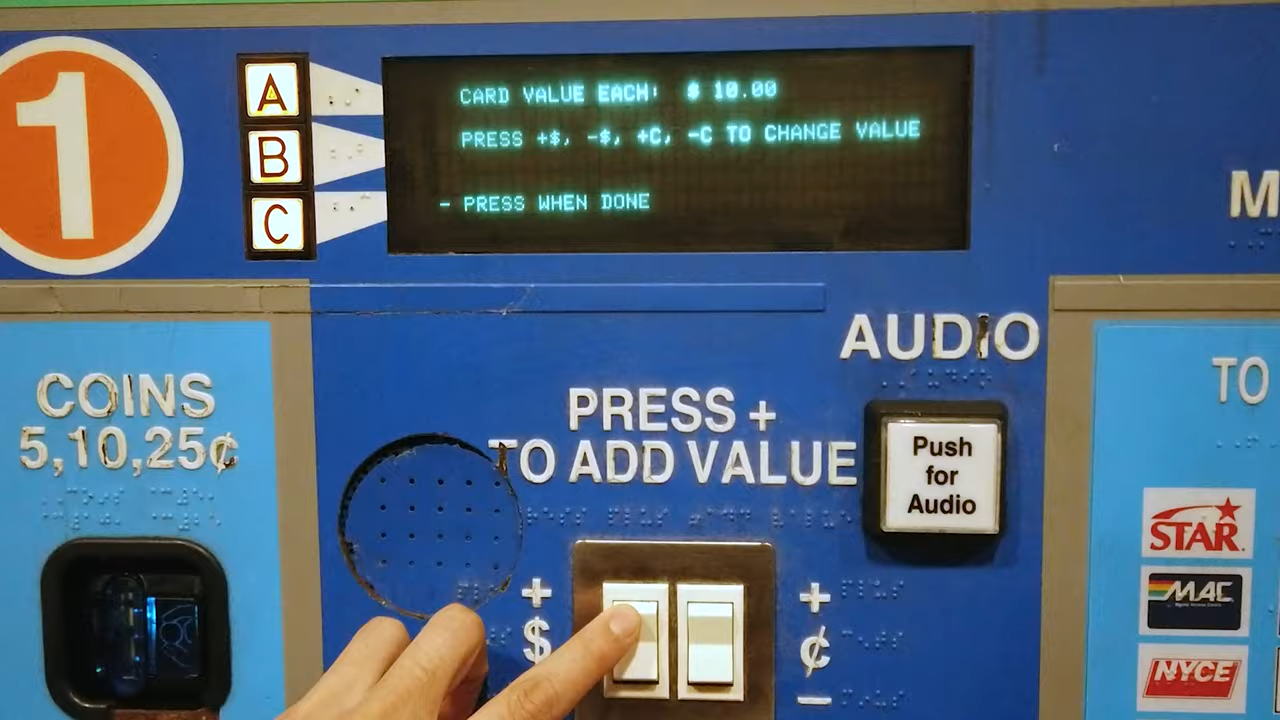 1
A
B
C
CARD VALUE EACH: $ 10.00
PRESS +$, -$, +C, -C TO CHANGE VALUE
- PRESS WHEN DONE
M
COINS
5,10,25¢
PRESS +
TO ADD VALUE
AUDIO
Push
for
Audio
+
$
+
¢
-
TO
STAR
MAC
NYCE